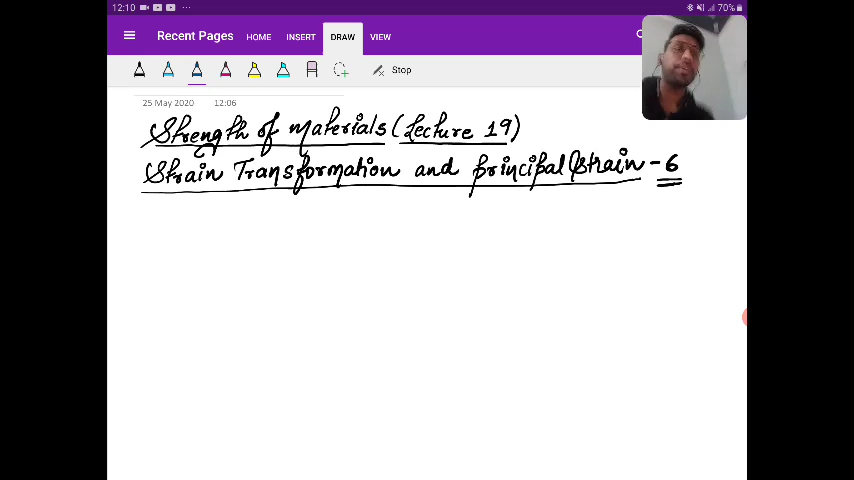 12:10 ... 70%
Recent Pages HOME INSERT DRAW VIEW
Stop
25 May 2020 12:06
Strength of Materials (Lecture 19)
Strain Transformation and principal Strain - 6